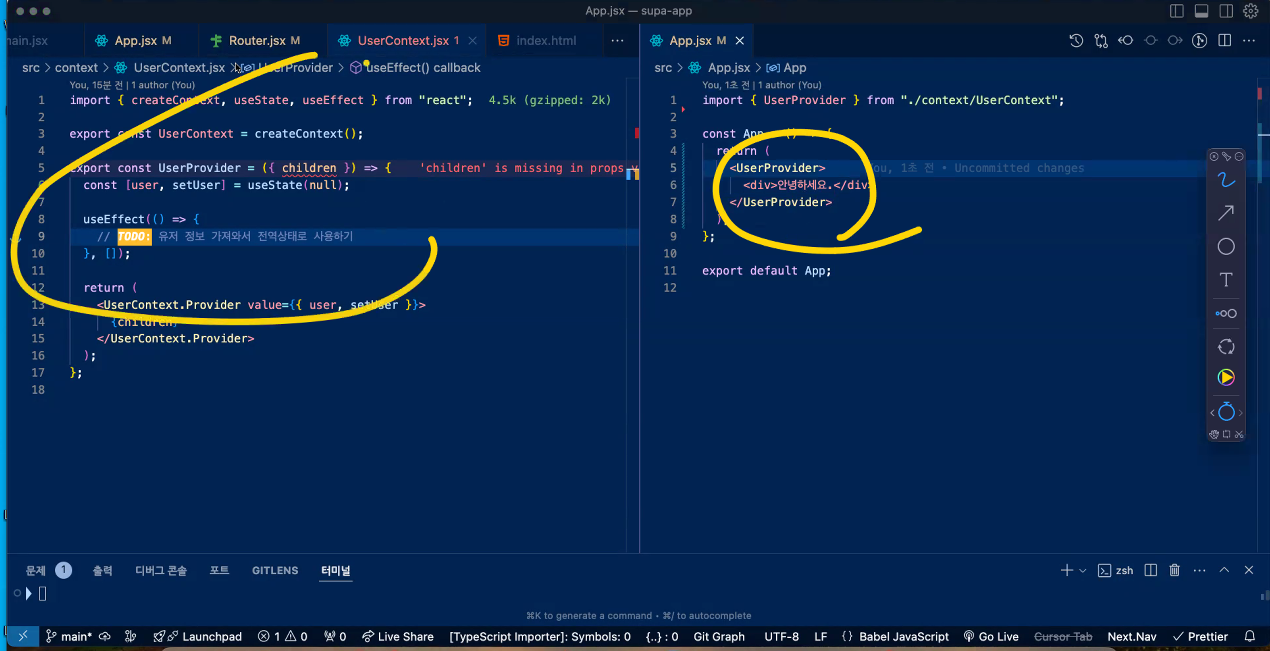 App.jsx — supa-app
main.jsx
App.jsx M
Router.jsx M
UserContext.jsx 1
index.html
App.jsx M
src > context > UserContext.jsx > UserProvider > useEffect() callback
You, 15분 전 | 1 author (You)
1 import { createContext, useState, useEffect } from "react"; 4.5k (gzipped: 2k)
2
3 export const UserContext = createContext();
4
5 export const UserProvider = ({ children }) => { 'children' is missing in props
6 const [user, setUser] = useState(null);
7
8 useEffect(() => {
9 // TODO: 유저 정보 가져와서 전역상태로 사용하기
10 }, []);
11
12 return (
13 <UserContext.Provider value={{ user, setUser }}>
14 {children}
15 </UserContext.Provider>
16 );
17 };
18
src > App.jsx > App
You, 1초 전 | 1 author (You)
1 import { UserProvider } from "./context/UserContext";
2
3 const App = () => {
4 return (
5 <UserProvider> You, 1초 전 • Uncommitted changes
6 <div>안녕하세요.</div>
7 </UserProvider>
8 );
9 };
10
11 export default App;
12
문제 1 출력 디버그 콘솔 포트 GITLENS 터미널
zsh
⌘K to generate a command • ⌘/ to autocomplete
main* Launchpad 1 0 0 Live Share [TypeScript Importer]: Symbols: 0 {..} : 0 Git Graph UTF-8 LF {} Babel JavaScript Go Live Cursor Tab Next.Nav Prettier